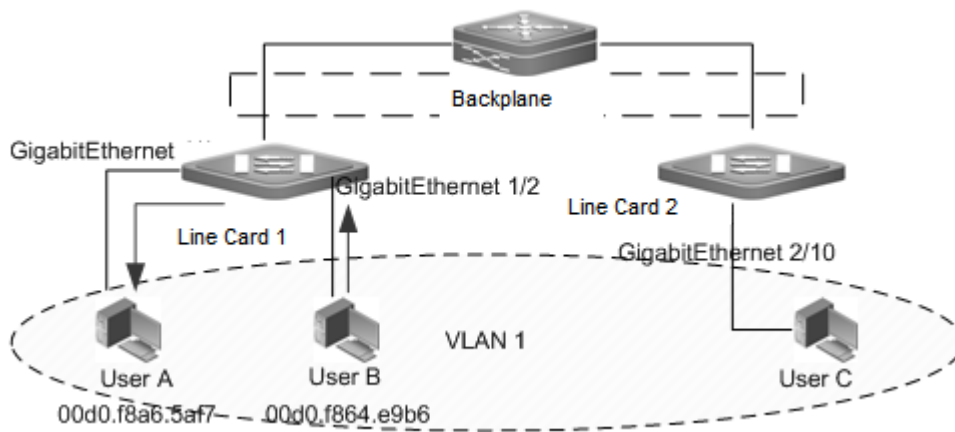 Backplane
GigabitEthernet
GigabitEthernet 1/2
Line Card 1
Line Card 2
GigabitEthernet 2/10
VLAN 1
User A
User B
User C
00d0.f8a6.5af7
00d0.f864.e9b6